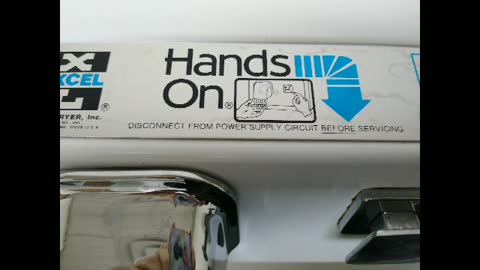 Hands
On®
XCEL
®
RYER, Inc.
DISCONNECT FROM POWER SUPPLY CIRCUIT BEFORE SERVICING